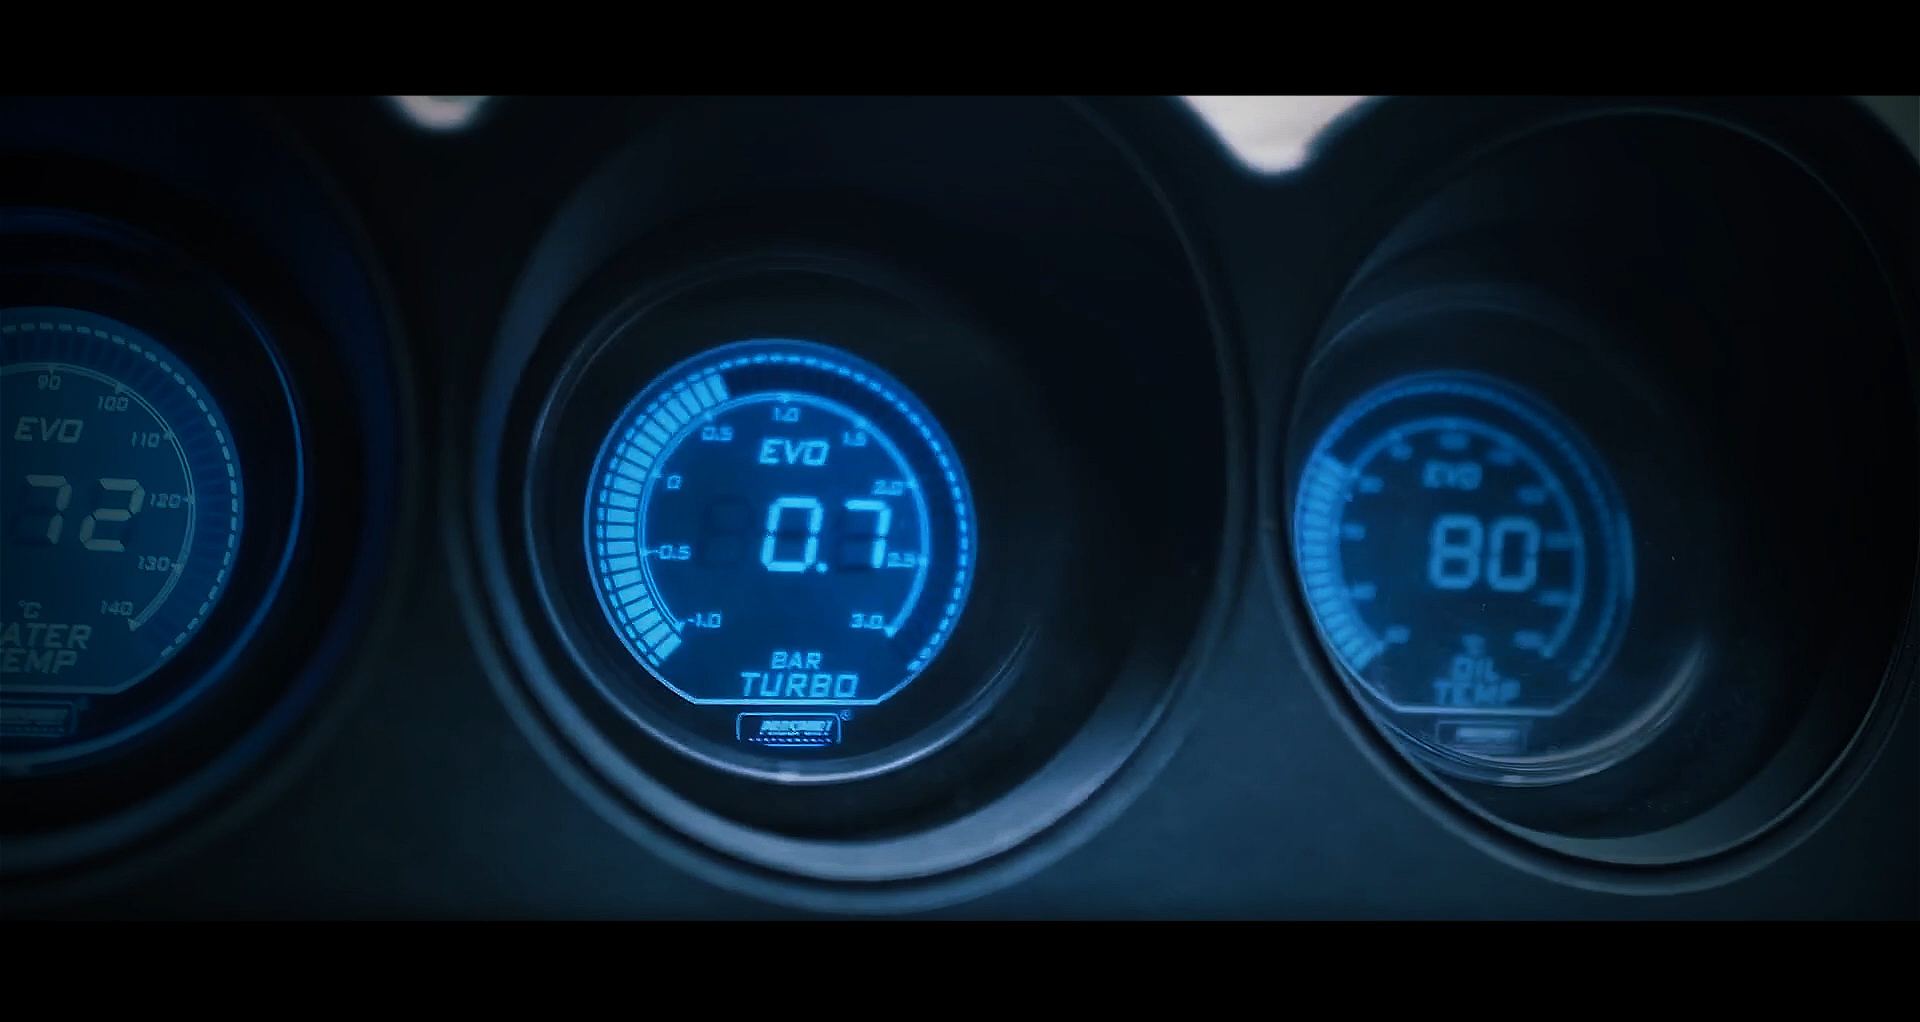 90
100
EVO
110
72
120
130
°C
140
WATER
TEMP
1.0
0.5
1.5
EVO
0
2.0
0.7
-0.5
2.5
-1.0
3.0
BAR
TURBO
PROSPORT
EVO
80
°C
OIL
TEMP